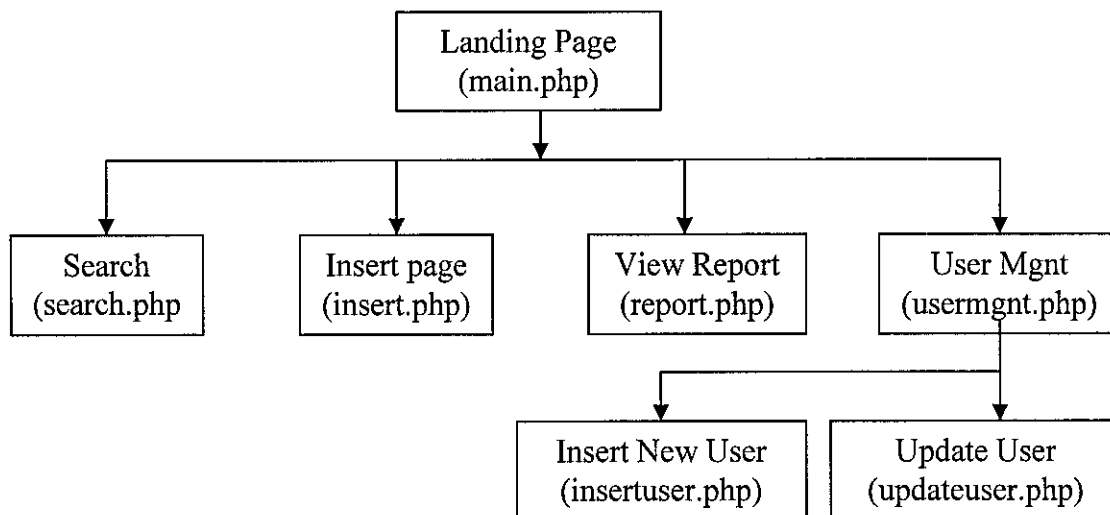 Landing Page
(main.php)
Search
(search.php
Insert page
(insert.php)
View Report
(report.php)
User Mgnt
(usermgnt.php)
Insert New User
(insertuser.php)
Update User
(updateuser.php)